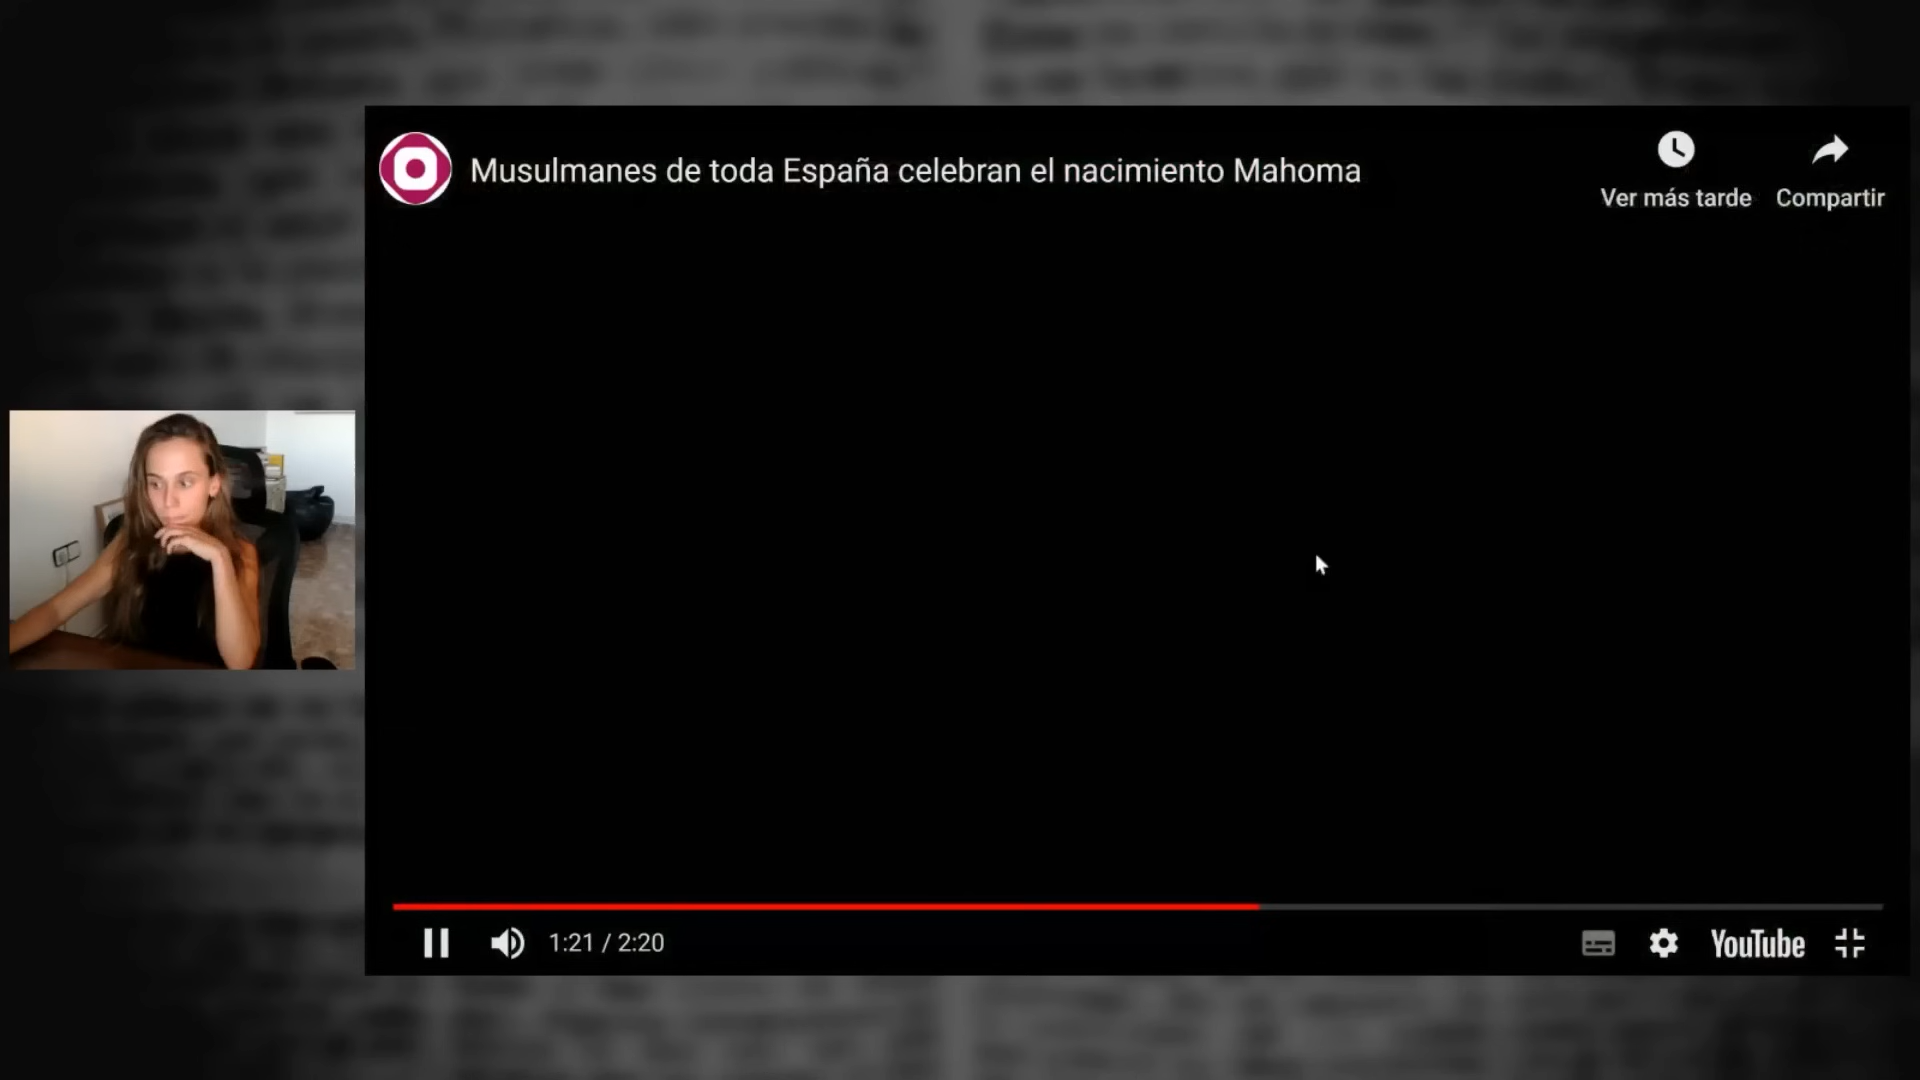 Musulmanes de toda España celebran el nacimiento Mahoma
Ver más tarde
Compartir
1:21 / 2:20
YouTube